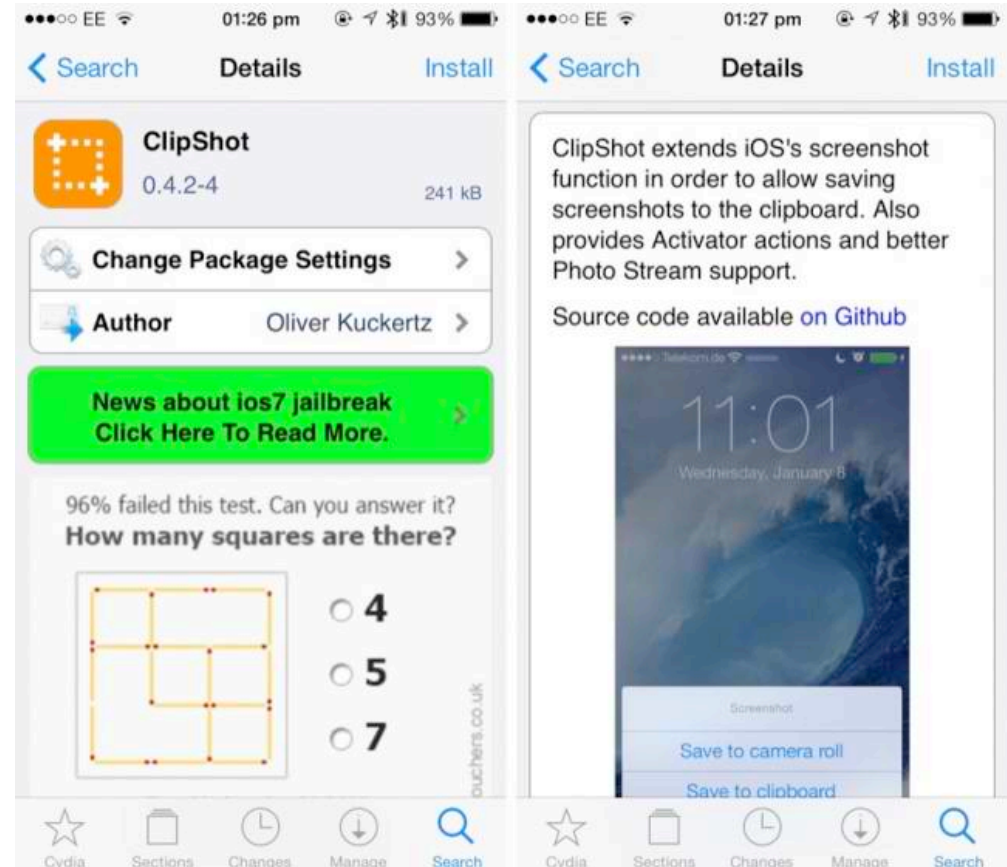 EE 01:26 pm 93%
Search Details Install
ClipShot
0.4.2-4
241 kB
Change Package Settings
Author Oliver Kuckertz
News about ios7 jailbreak
Click Here To Read More.
96% failed this test. Can you answer it?
How many squares are there?
4
5
7
ouchers.co.uk
Cydia Sections Changes Manage Search
EE 01:27 pm 93%
Search Details Install
ClipShot extends iOS's screenshot
function in order to allow saving
screenshots to the clipboard. Also
provides Activator actions and better
Photo Stream support.
Source code available on Github
Telekom.de
11:01
Wednesday, January 8
Screenshot
Save to camera roll
Save to clipboard
Cydia Sections Changes Manage Search